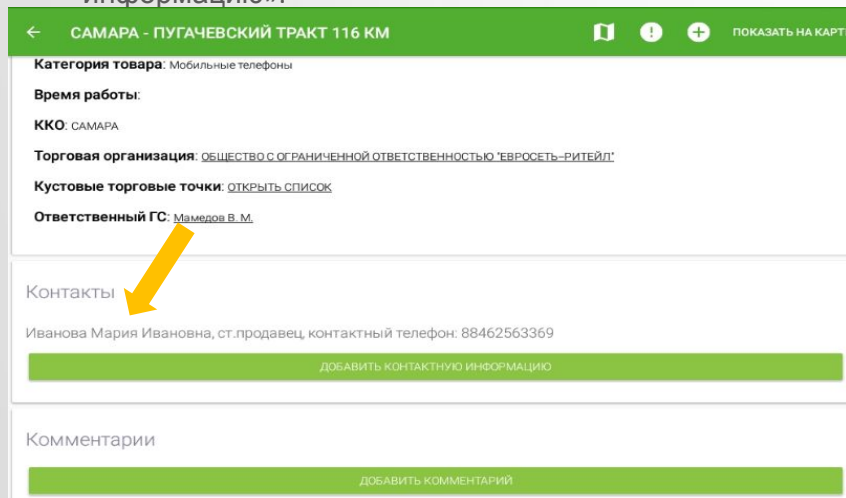 информацию».
САМАРА - ПУГАЧЕВСКИЙ ТРАКТ 116 КМ
ПОКАЗАТЬ НА КАРТЕ
Категория товара: Мобильные телефоны
Время работы:
ККО: САМАРА
Торговая организация: ОБЩЕСТВО С ОГРАНИЧЕННОЙ ОТВЕТСТВЕННОСТЬЮ "ЕВРОСЕТЬ–РИТЕЙЛ"
Кустовые торговые точки: ОТКРЫТЬ СПИСОК
Ответственный ГС: Мамедов В. М.
Контакты
Иванова Мария Ивановна, ст.продавец, контактный телефон: 88462563369
ДОБАВИТЬ КОНТАКТНУЮ ИНФОРМАЦИЮ
Комментарии
ДОБАВИТЬ КОММЕНТАРИЙ